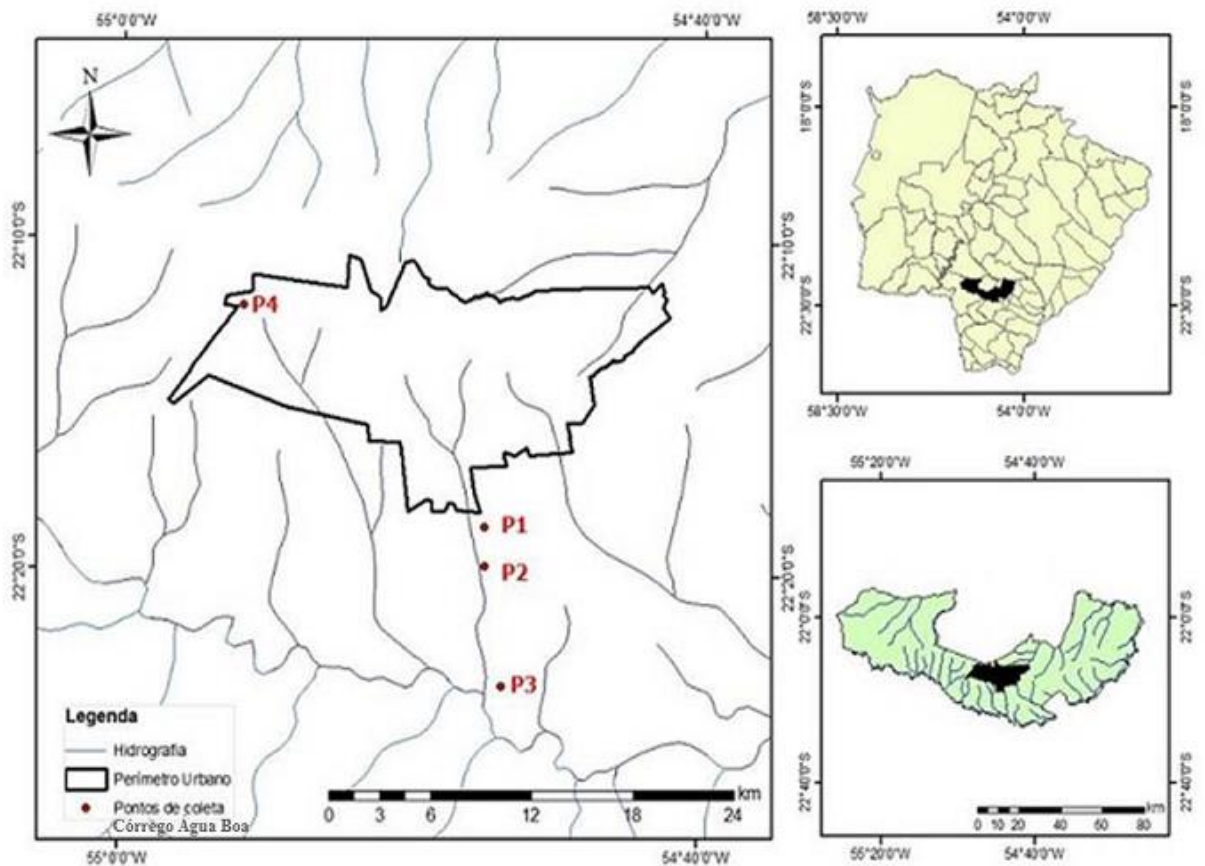 55°0'0"W
54°40'0"W
N
22°10'0"S
22°10'0"S
P4
P1
P2
22°20'0"S
22°20'0"S
P3
Legenda
Hidrografia
Perímetro Urbano
Pontos de coleta
Córrego Agua Boa
km
0 3 6 12 18 24
55°0'0"W
54°40'0"W
58°30'0"W
54°0'0"W
18°0'0"S
18°0'0"S
22°30'0"S
22°30'0"S
58°30'0"W
54°0'0"W
55°20'0"W
54°40'0"W
22°0'0"S
22°0'0"S
22°40'0"S
22°40'0"S
km
0 10 20 40 60 80
55°20'0"W
54°40'0"W